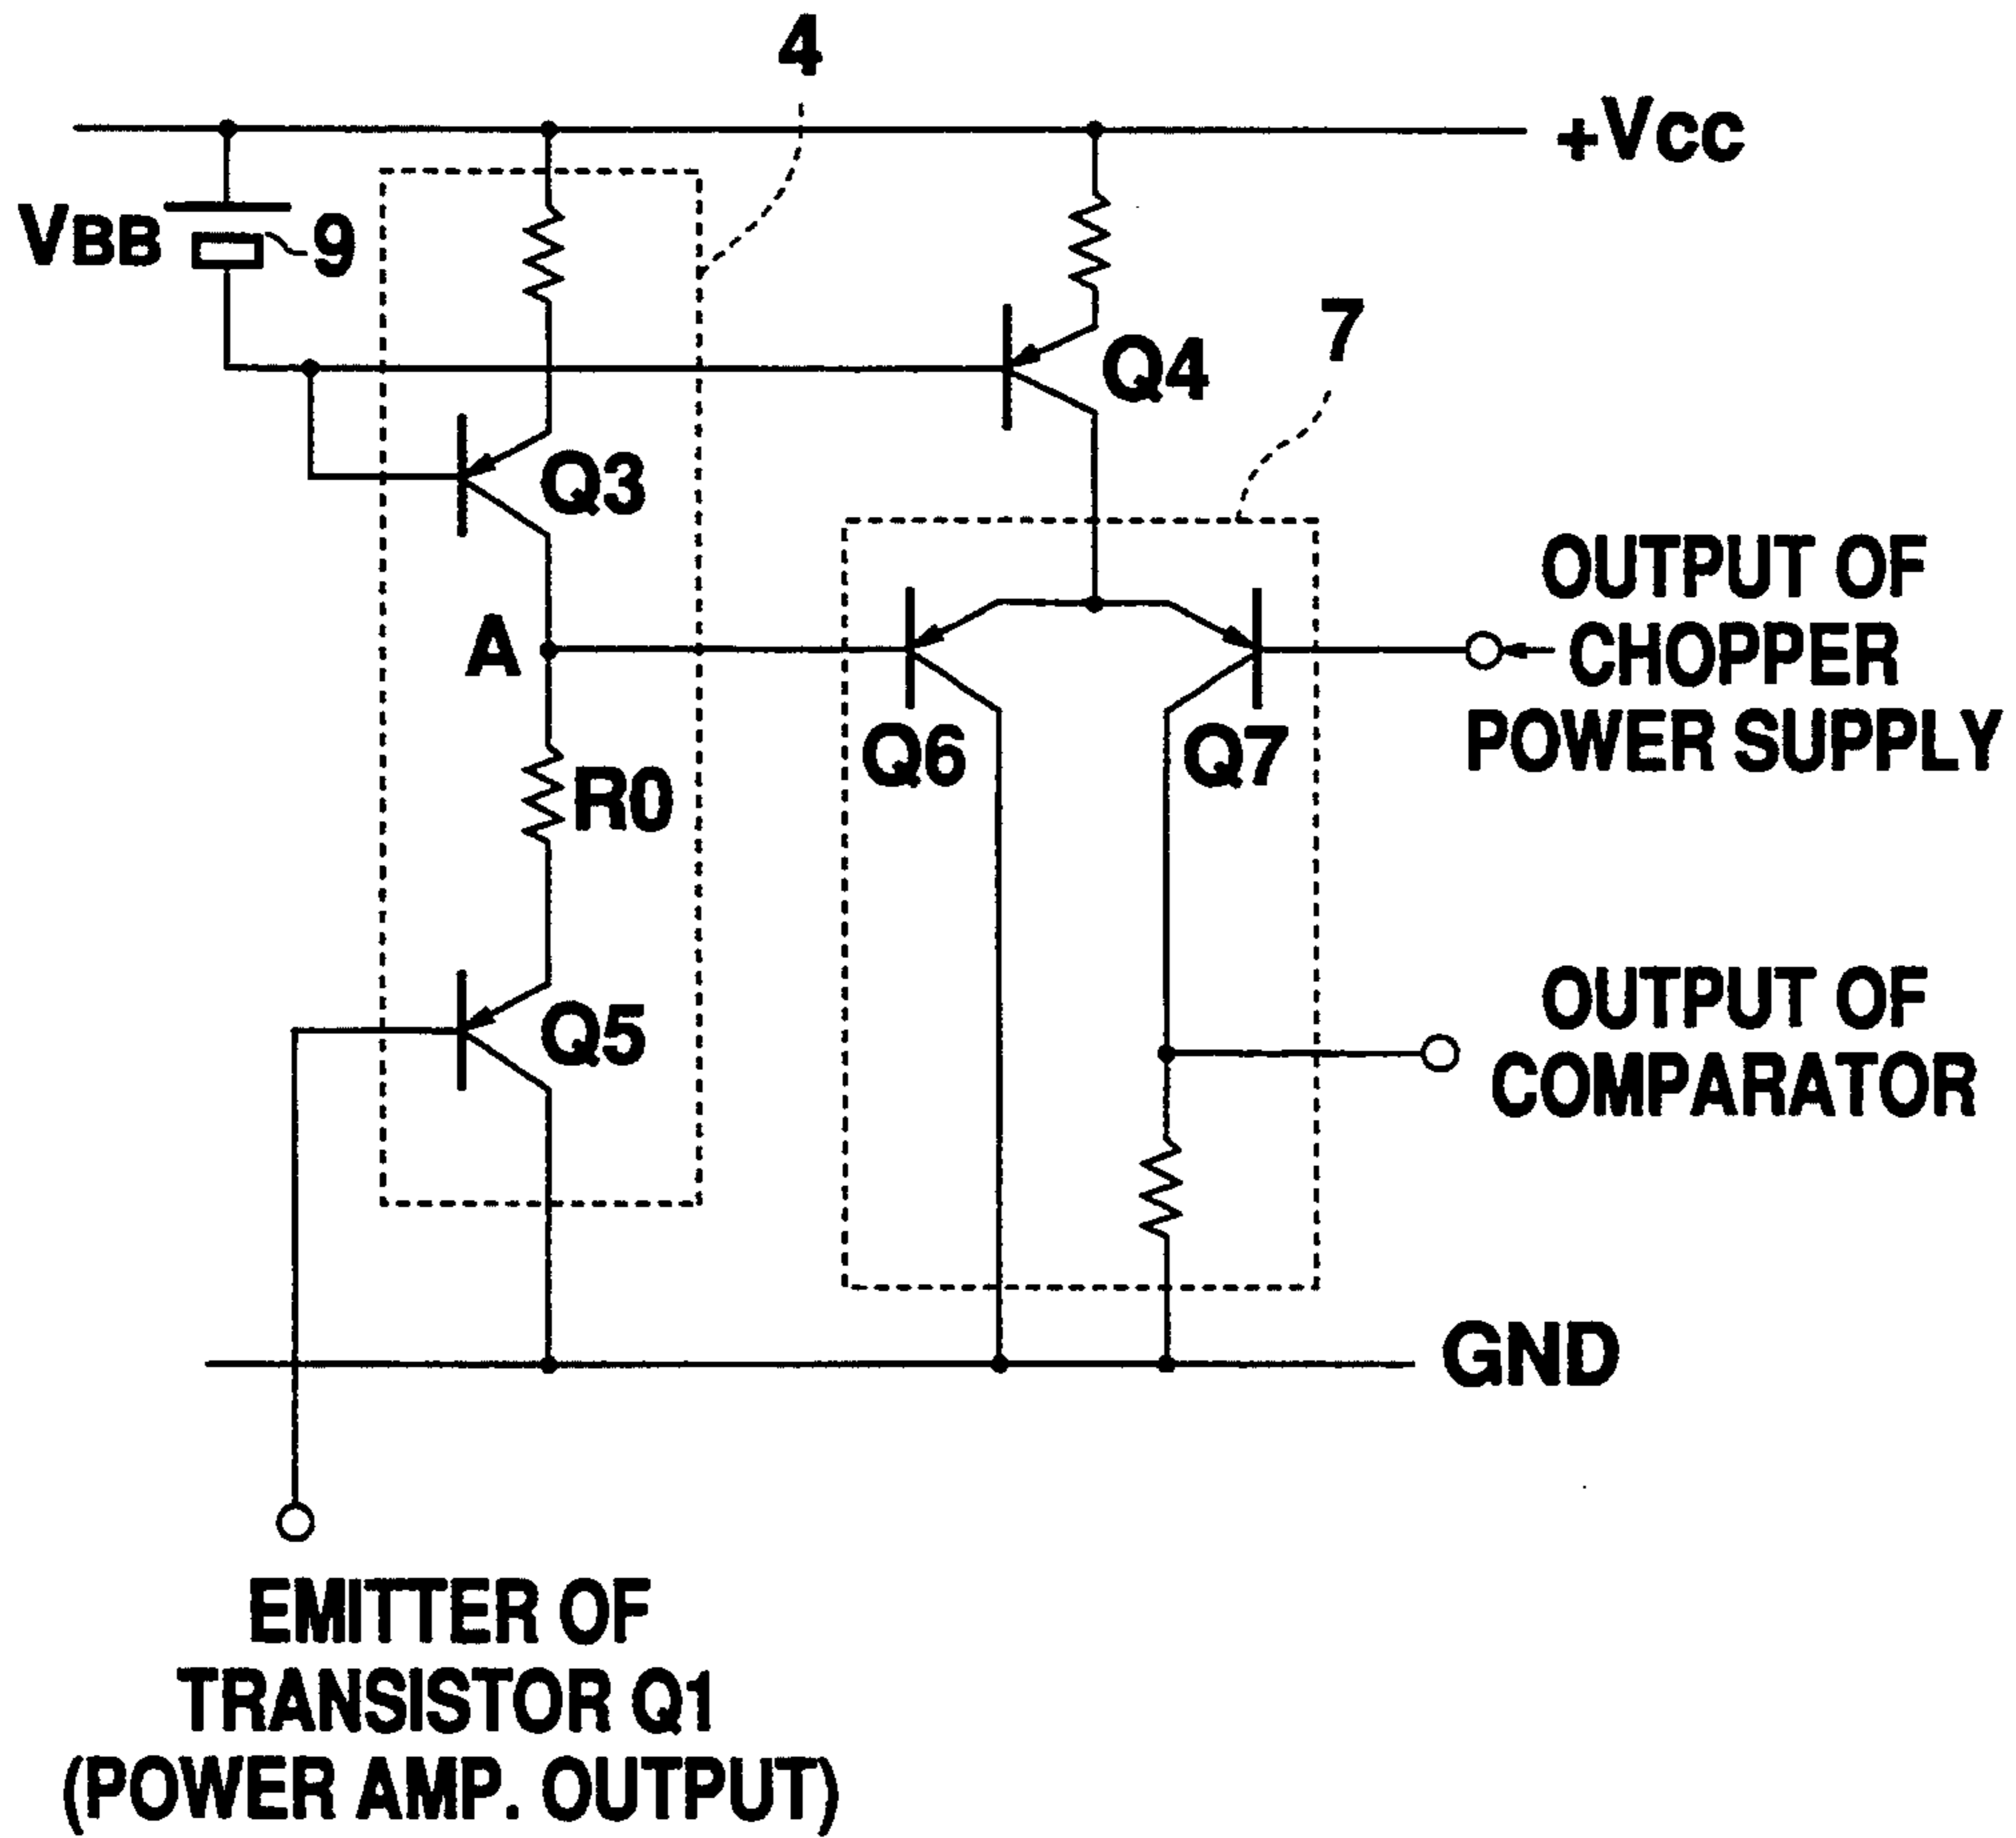 4
+VCC
VBB
9
7
Q4
Q3
OUTPUT OF
CHOPPER
POWER SUPPLY
A
Q6
Q7
R0
OUTPUT OF
COMPARATOR
Q5
GND
EMITTER OF
TRANSISTOR Q1
(POWER AMP. OUTPUT)